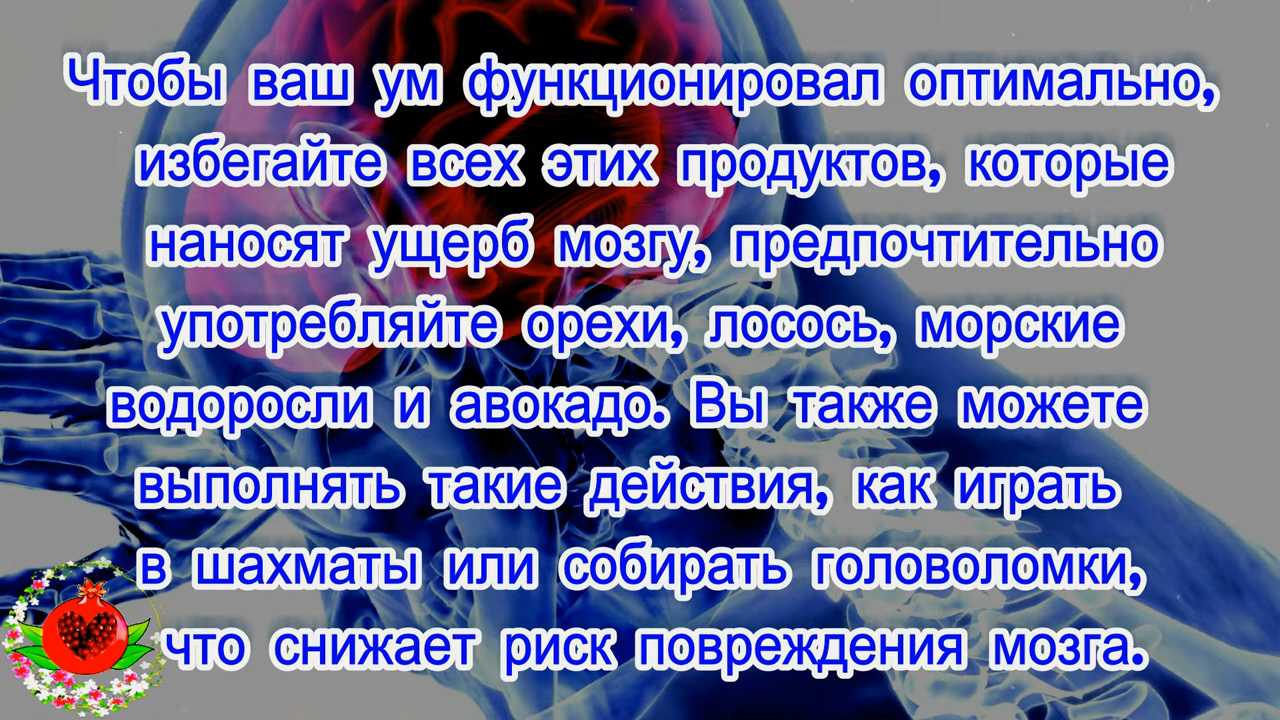 Чтобы ваш ум функционировал оптимально,
избегайте всех этих продуктов, которые
наносят ущерб мозгу, предпочтительно
употребляйте орехи, лосось, морские
водоросли и авокадо. Вы также можете
выполнять такие действия, как играть
в шахматы или собирать головоломки,
что снижает риск повреждения мозга.